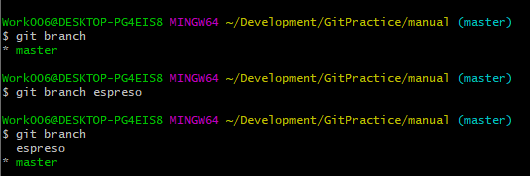 Work006@DESKTOP-PG4EIS8 MINGW64 ~/Development/GitPractice/manual (master)
$ git branch
* master
Work006@DESKTOP-PG4EIS8 MINGW64 ~/Development/GitPractice/manual (master)
$ git branch espreso
Work006@DESKTOP-PG4EIS8 MINGW64 ~/Development/GitPractice/manual (master)
$ git branch
  espreso
* master